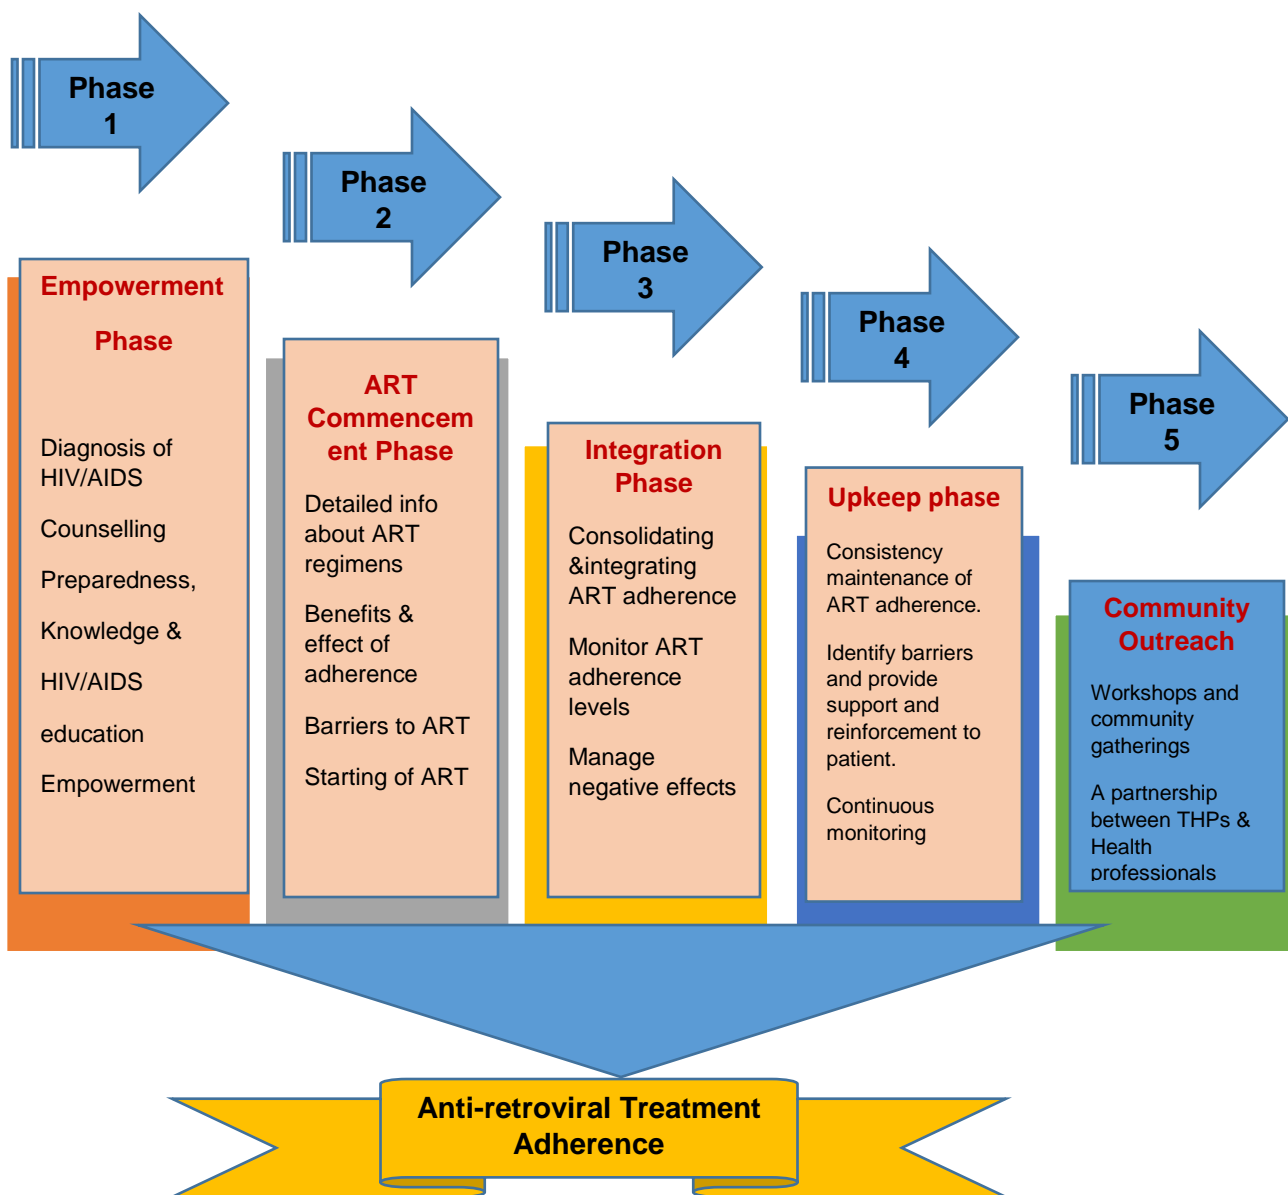 Phase
1
Phase
2
Phase
3
Phase
4
Phase
5
Empowerment
Phase
Diagnosis of
HIV/AIDS
Counselling
Preparedness,
Knowledge &
HIV/AIDS
education
Empowerment
ART
Commencem
ent Phase
Detailed info
about ART
regimens
Benefits &
effect of
adherence
Barriers to ART
Starting of ART
Integration
Phase
Consolidating
&integrating
ART adherence
Monitor ART
adherence
levels
Manage
negative effects
Upkeep phase
Consistency
maintenance of
ART adherence.
Identify barriers
and provide
support and
reinforcement to
patient.
Continuous
monitoring
Community
Outreach
Workshops and
community
gatherings
A partnership
between THPs &
Health
professionals
Anti-retroviral Treatment
Adherence